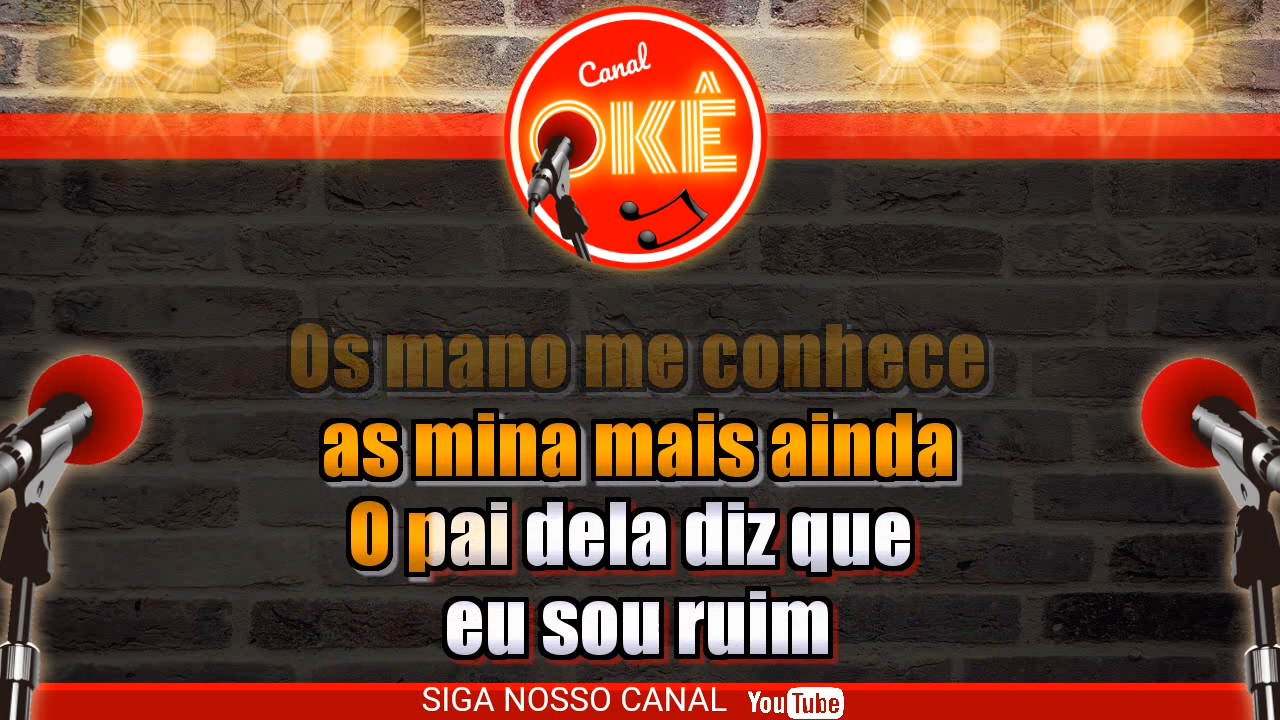 Canal
OKÊ
Os mano me conhece
as mina mais ainda
O pai dela diz que
eu sou ruim
SIGA NOSSO CANAL YouTube